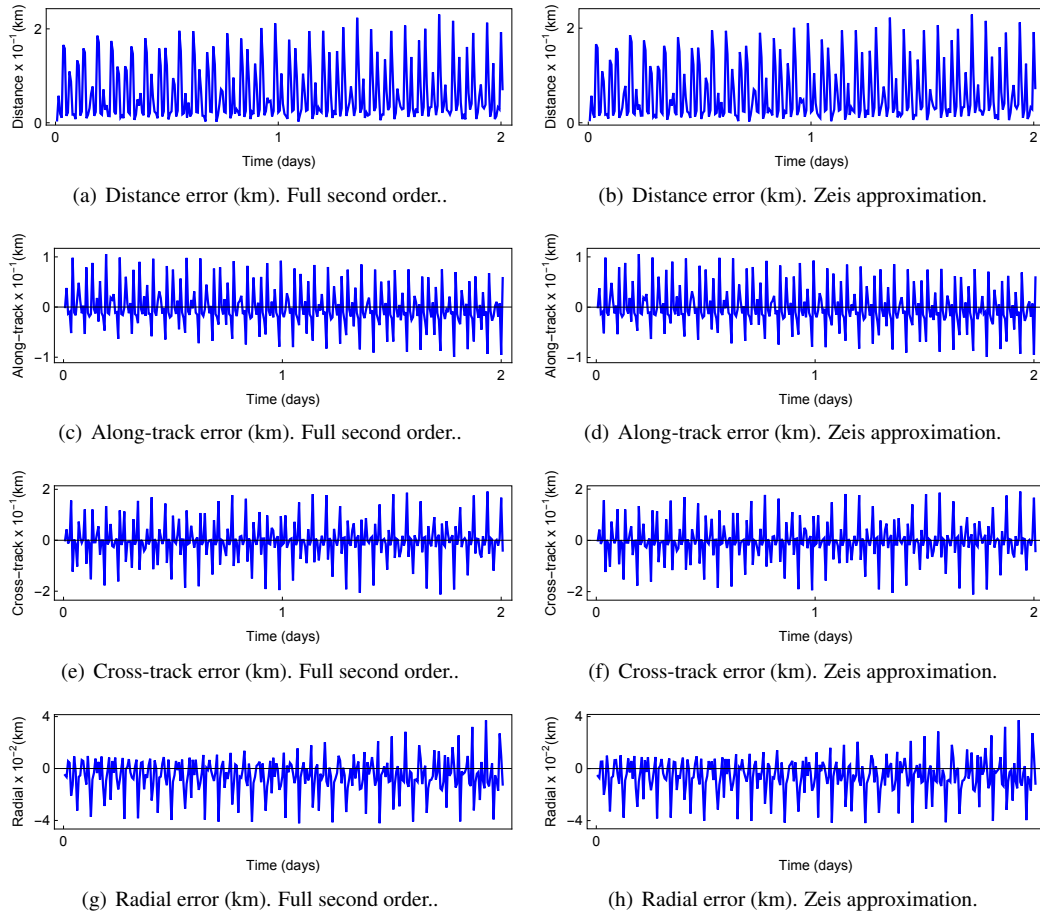 Distance x 10⁻¹(km)
2
0
0
1
2
Time (days)
(a) Distance error (km). Full second order..
Distance x 10⁻¹(km)
2
0
0
1
2
Time (days)
(b) Distance error (km). Zeis approximation.
Along-track x 10⁻¹(km)
1
0
-1
0
1
2
Time (days)
(c) Along-track error (km). Full second order..
Along-track x 10⁻¹(km)
1
0
-1
0
1
2
Time (days)
(d) Along-track error (km). Zeis approximation.
Cross-track x 10⁻¹(km)
2
0
-2
0
1
2
Time (days)
(e) Cross-track error (km). Full second order..
Cross-track x 10⁻¹(km)
2
0
-2
0
1
2
Time (days)
(f) Cross-track error (km). Zeis approximation.
Radial x 10⁻²(km)
4
0
-4
0
Time (days)
(g) Radial error (km). Full second order..
Radial x 10⁻²(km)
4
0
-4
0
Time (days)
(h) Radial error (km). Zeis approximation.